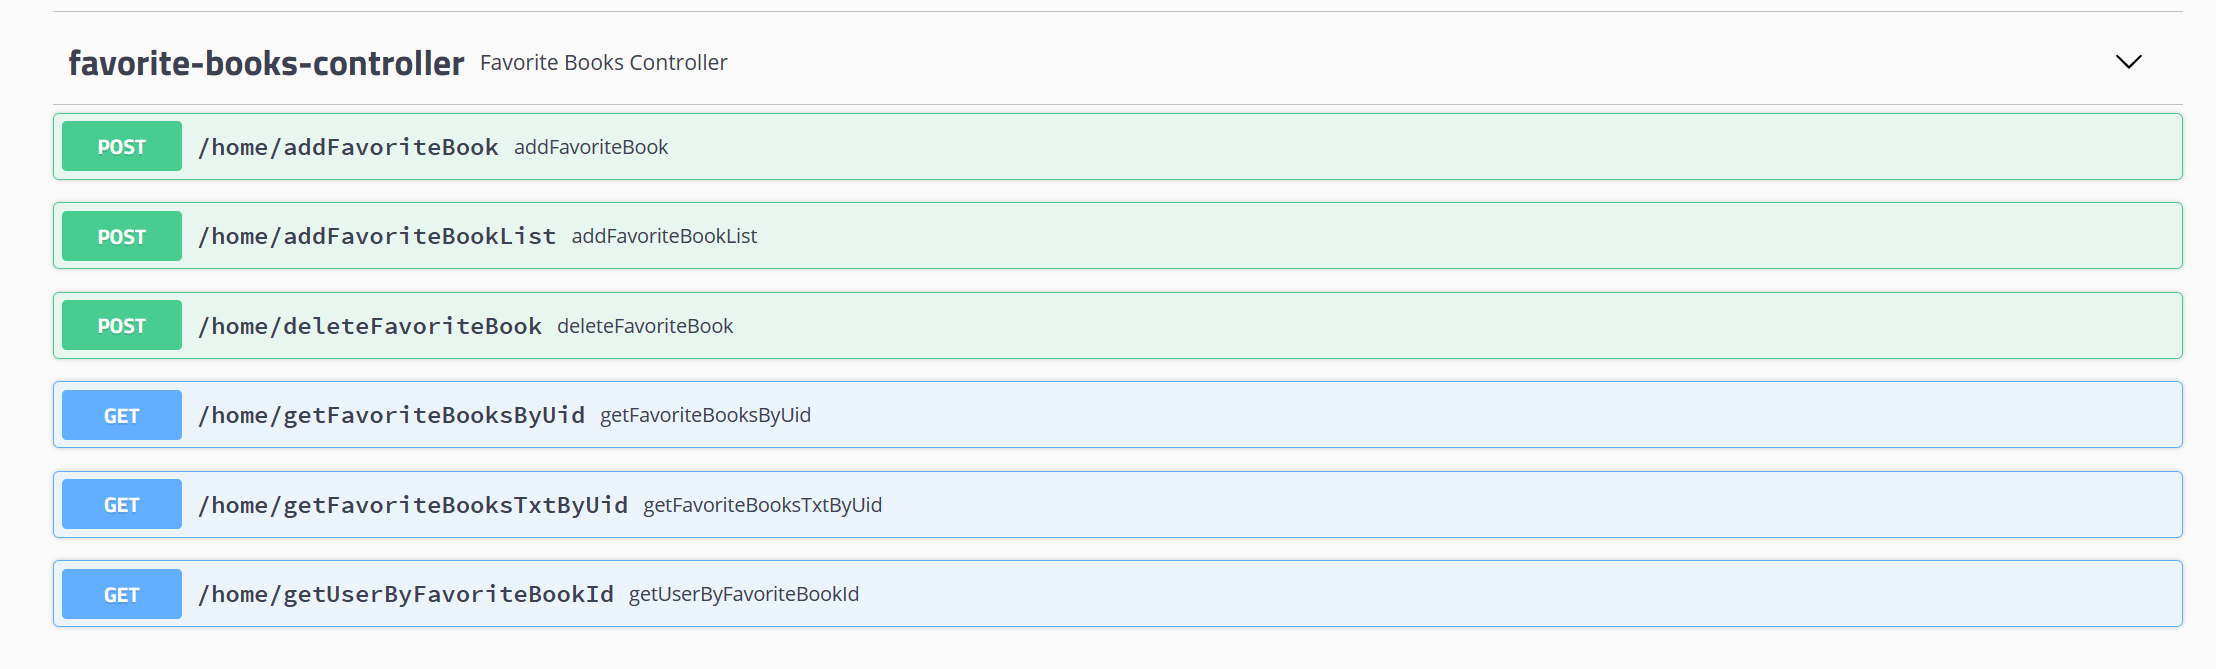 favorite-books-controller Favorite Books Controller
POST /home/addFavoriteBook addFavoriteBook
POST /home/addFavoriteBookList addFavoriteBookList
POST /home/deleteFavoriteBook deleteFavoriteBook
GET /home/getFavoriteBooksByUid getFavoriteBooksByUid
GET /home/getFavoriteBooksTxtByUid getFavoriteBooksTxtByUid
GET /home/getUserByFavoriteBookId getUserByFavoriteBookId